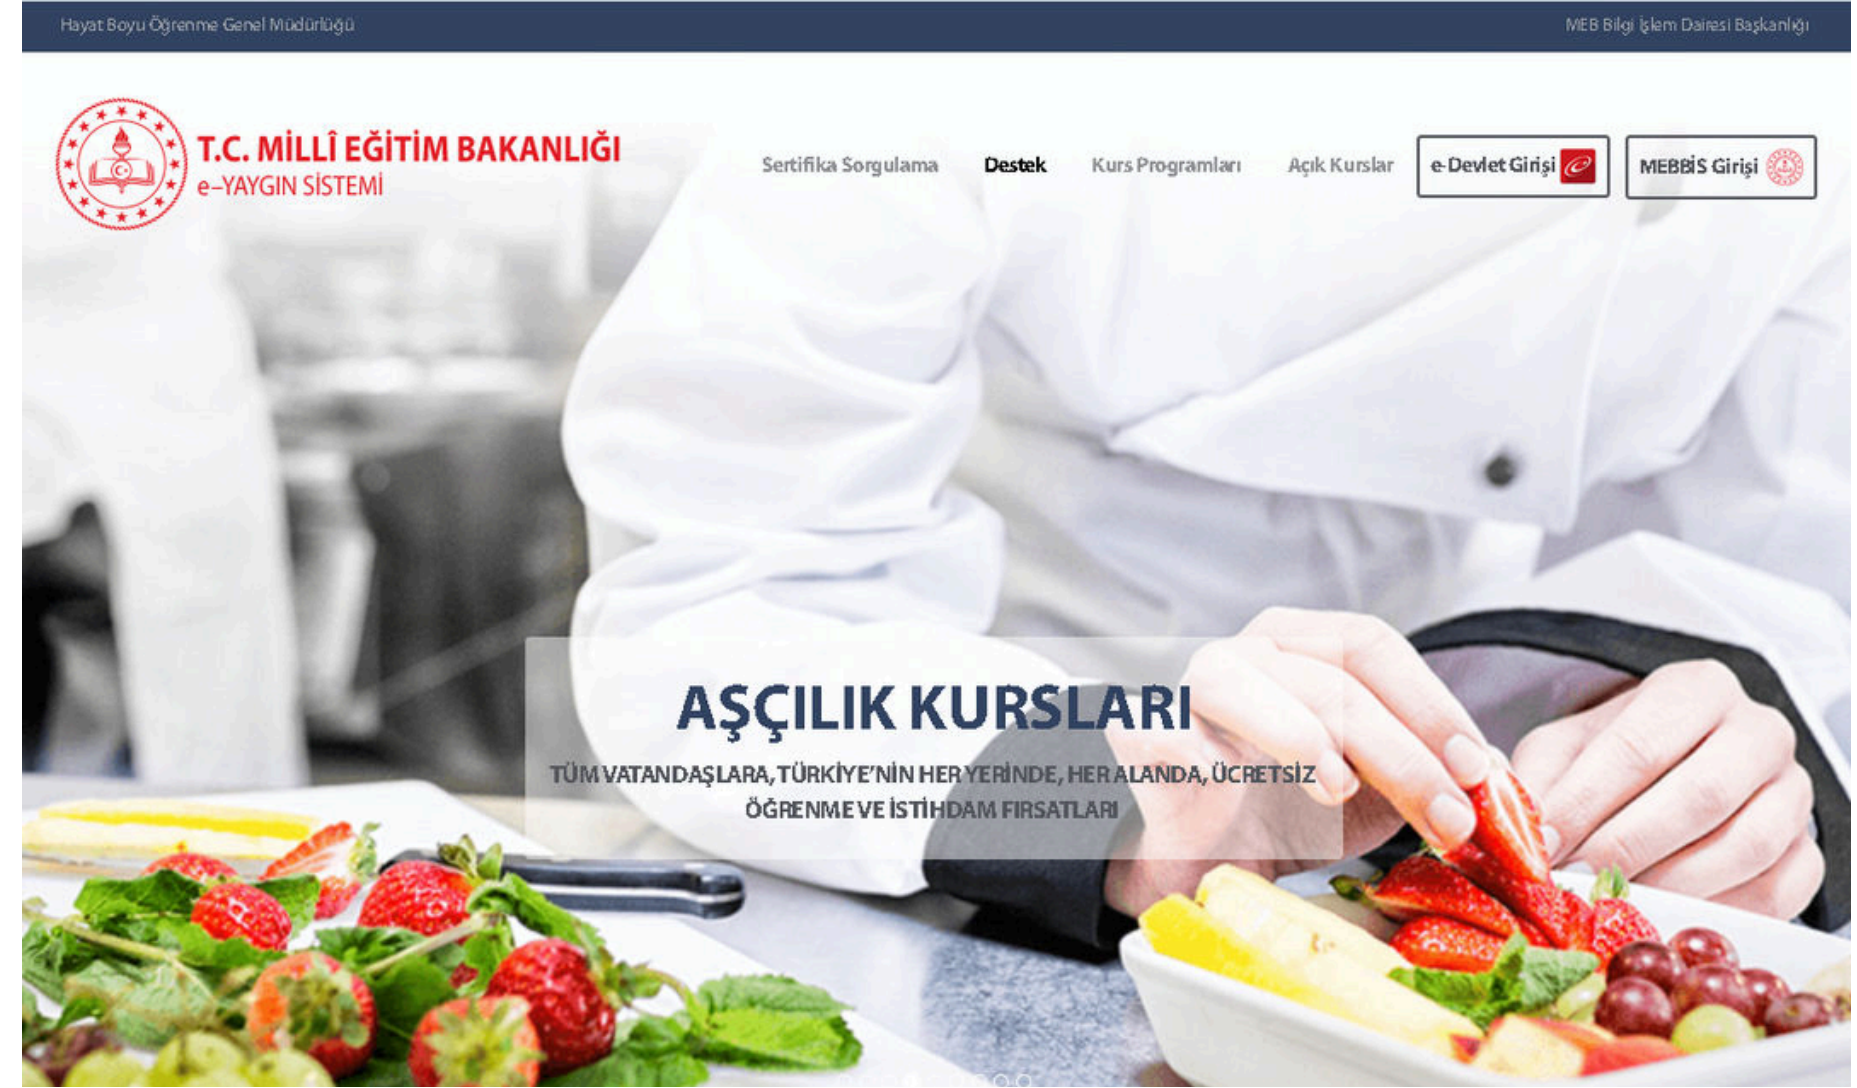 Hayat Boyu Öğrenme Genel Müdürlüğü
MEB Bilgi İşlem Dairesi Başkanlığı
T.C. MİLLÎ EĞİTİM BAKANLIĞI
e-YAYGIN SİSTEMİ
Sertifika Sorgulama
Destek
Kurs Programları
Açık Kurslar
e-Devlet Girişi
MEBBİS Girişi
AŞÇILIK KURSLARI
TÜM VATANDAŞLARA, TÜRKİYE'NİN HER YERİNDE, HER ALANDA, ÜCRETSİZ
ÖĞRENME VE İSTİHDAM FIRSATLARI